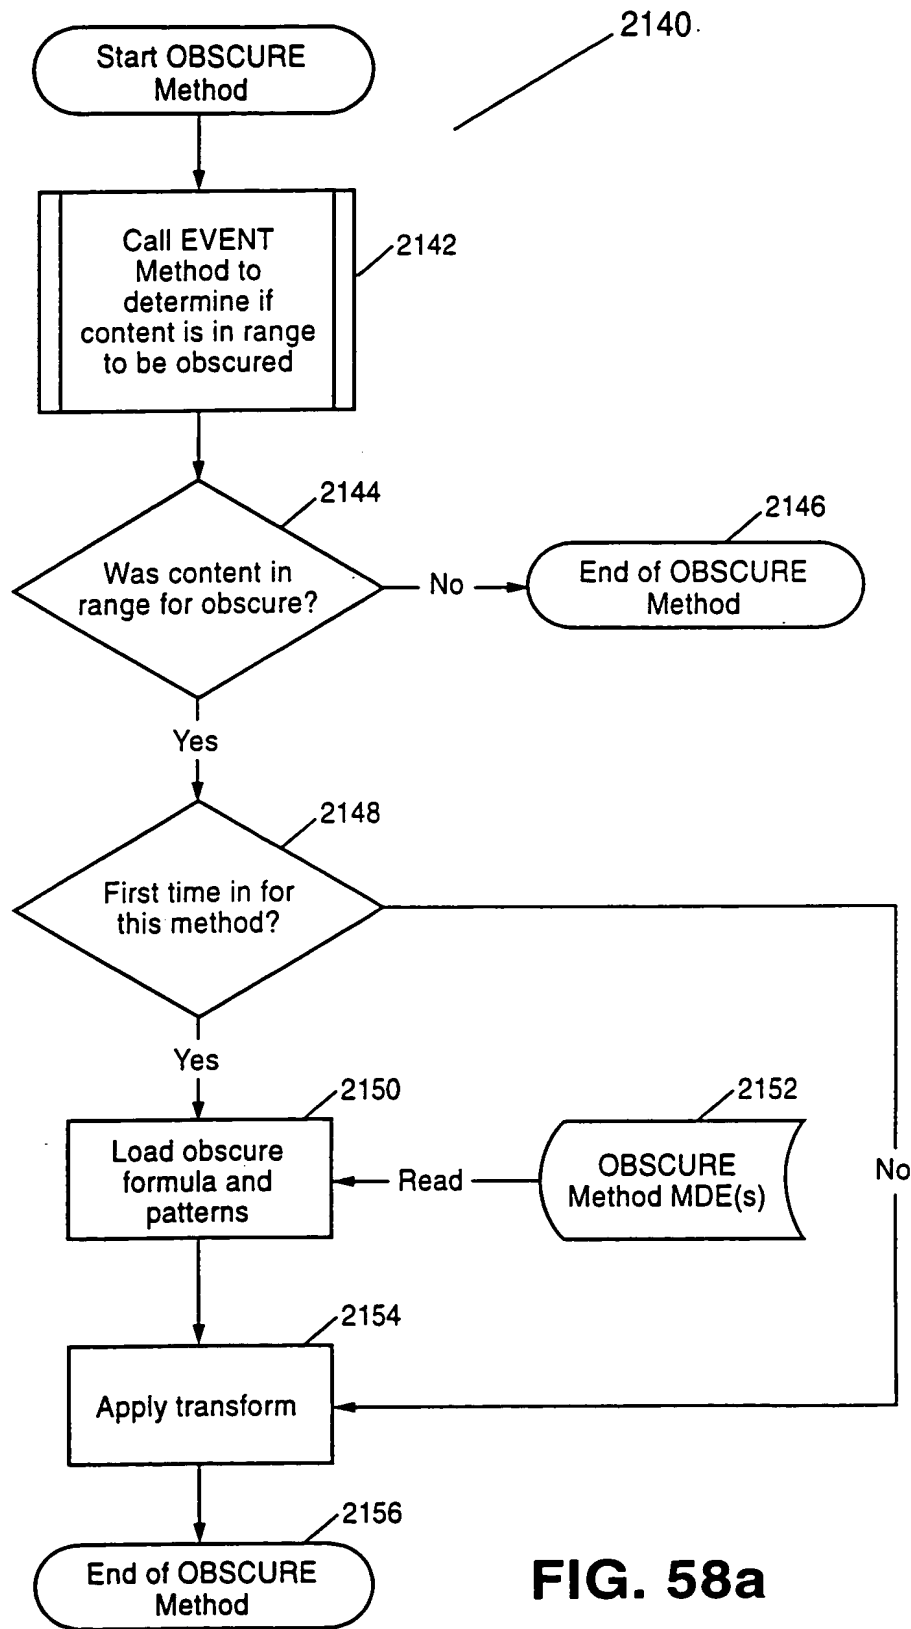 2140
Start OBSCURE
Method
Call EVENT
Method to
determine if
content is in range
to be obscured
2142
2144
Was content in
range for obscure?
No
2146
End of OBSCURE
Method
Yes
2148
First time in for
this method?
Yes
2150
Load obscure
formula and
patterns
Read
2152
OBSCURE
Method MDE(s)
No
2154
Apply transform
2156
End of OBSCURE
Method
FIG. 58a